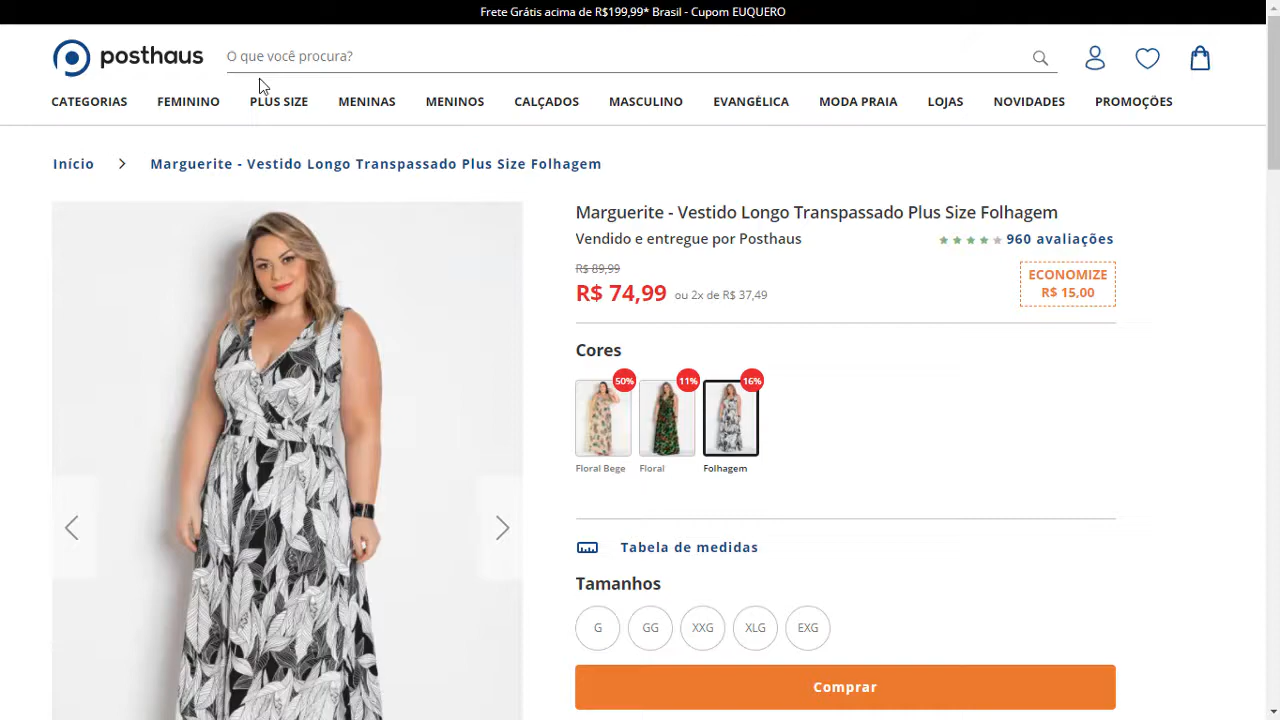 Frete Grátis acima de R$199,99* Brasil - Cupom EUQUERO
posthaus
O que você procura?
CATEGORIAS FEMININO PLUS SIZE MENINAS MENINOS CALÇADOS MASCULINO EVANGÉLICA MODA PRAIA LOJAS NOVIDADES PROMOÇÕES
Início > Marguerite - Vestido Longo Transpassado Plus Size Folhagem
Marguerite - Vestido Longo Transpassado Plus Size Folhagem
Vendido e entregue por Posthaus
960 avaliações
R$ 89,99
R$ 74,99 ou 2x de R$ 37,49
ECONOMIZE
R$ 15,00
Cores
50% 11% 16%
Floral Bege Floral Folhagem
Tabela de medidas
Tamanhos
G GG XXG XLG EXG
Comprar